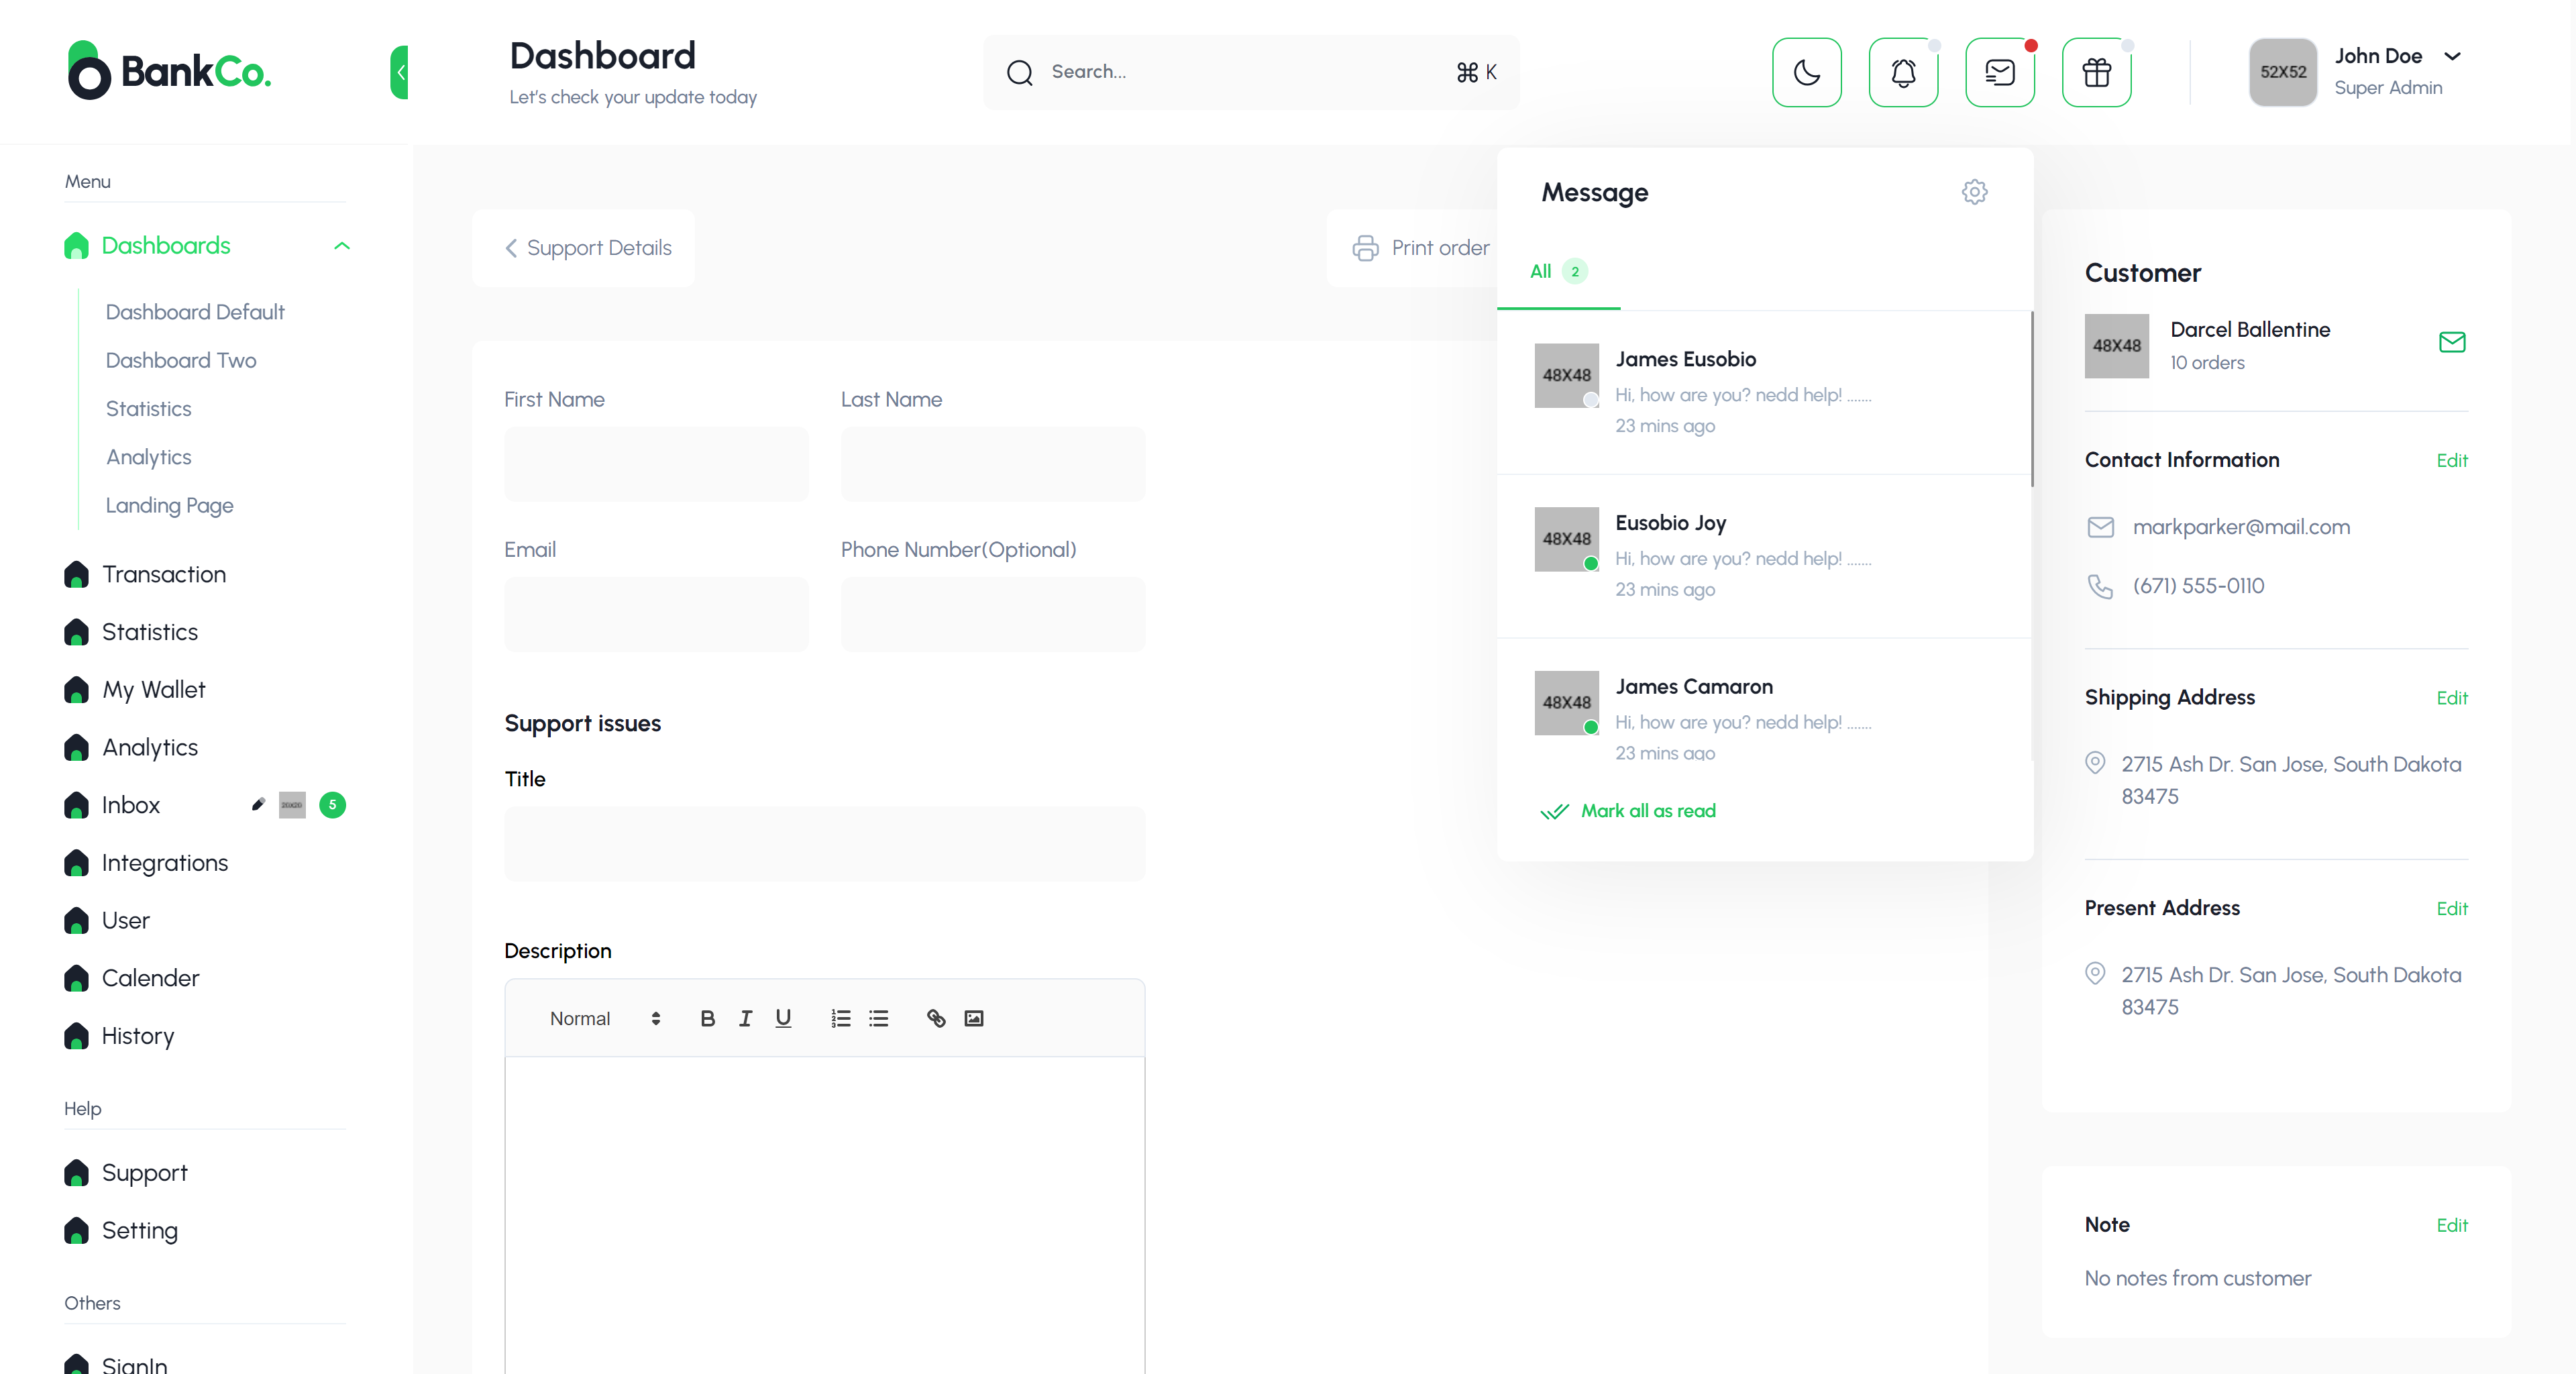 BankCo.
Dashboard
Let's check your update today
Search...
⌘ K
52X52
John Doe
Super Admin
Menu
Dashboards
Dashboard Default
Dashboard Two
Statistics
Analytics
Landing Page
Transaction
Statistics
My Wallet
Analytics
Inbox
5
Integrations
User
Calender
History
Help
Support
Setting
Others
SignIn
Support Details
Print order
First Name
Last Name
Email
Phone Number(Optional)
Support issues
Title
Description
Normal
Message
All 2
48X48
James Eusobio
Hi, how are you? nedd help! .......
23 mins ago
48X48
Eusobio Joy
Hi, how are you? nedd help! .......
23 mins ago
48X48
James Camaron
Hi, how are you? nedd help! .......
23 mins ago
Mark all as read
Customer
48X48
Darcel Ballentine
10 orders
Contact Information
Edit
markparker@mail.com
(671) 555-0110
Shipping Address
Edit
2715 Ash Dr. San Jose, South Dakota
83475
Present Address
Edit
2715 Ash Dr. San Jose, South Dakota
83475
Note
Edit
No notes from customer